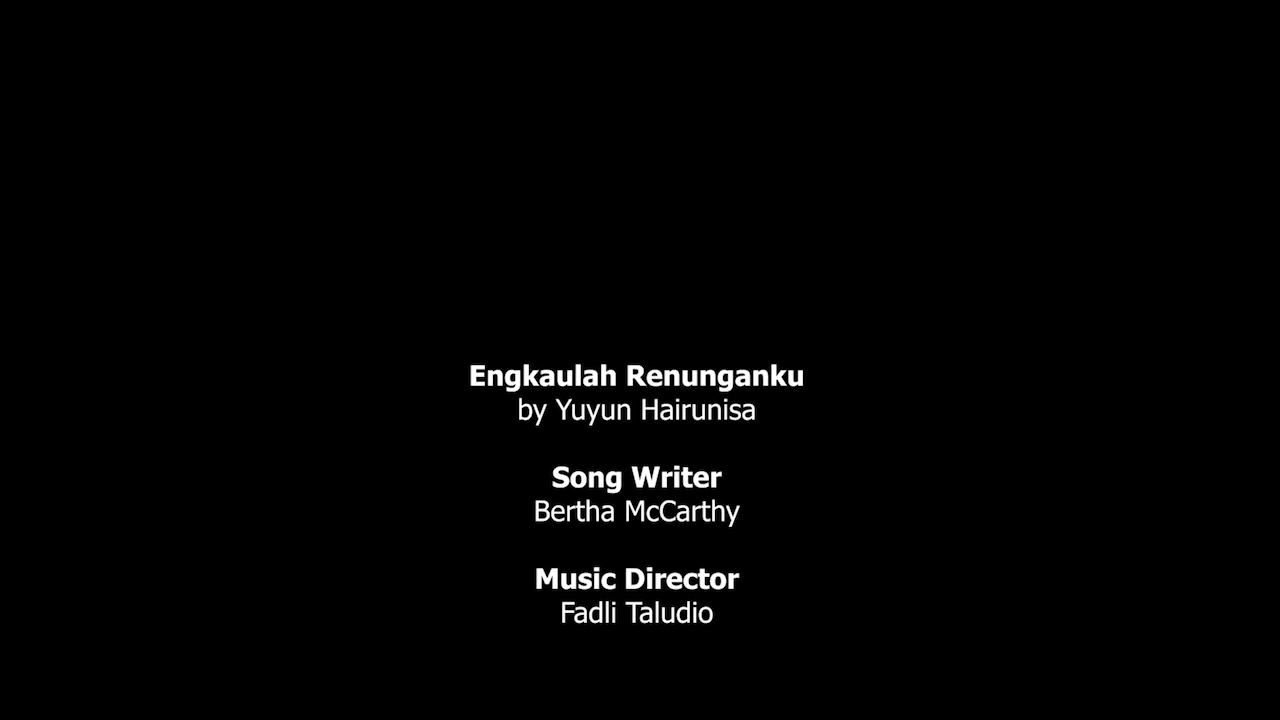 Engkaulah Renunganku
by Yuyun Hairunisa
Song Writer
Bertha McCarthy
Music Director
Fadli Taludio